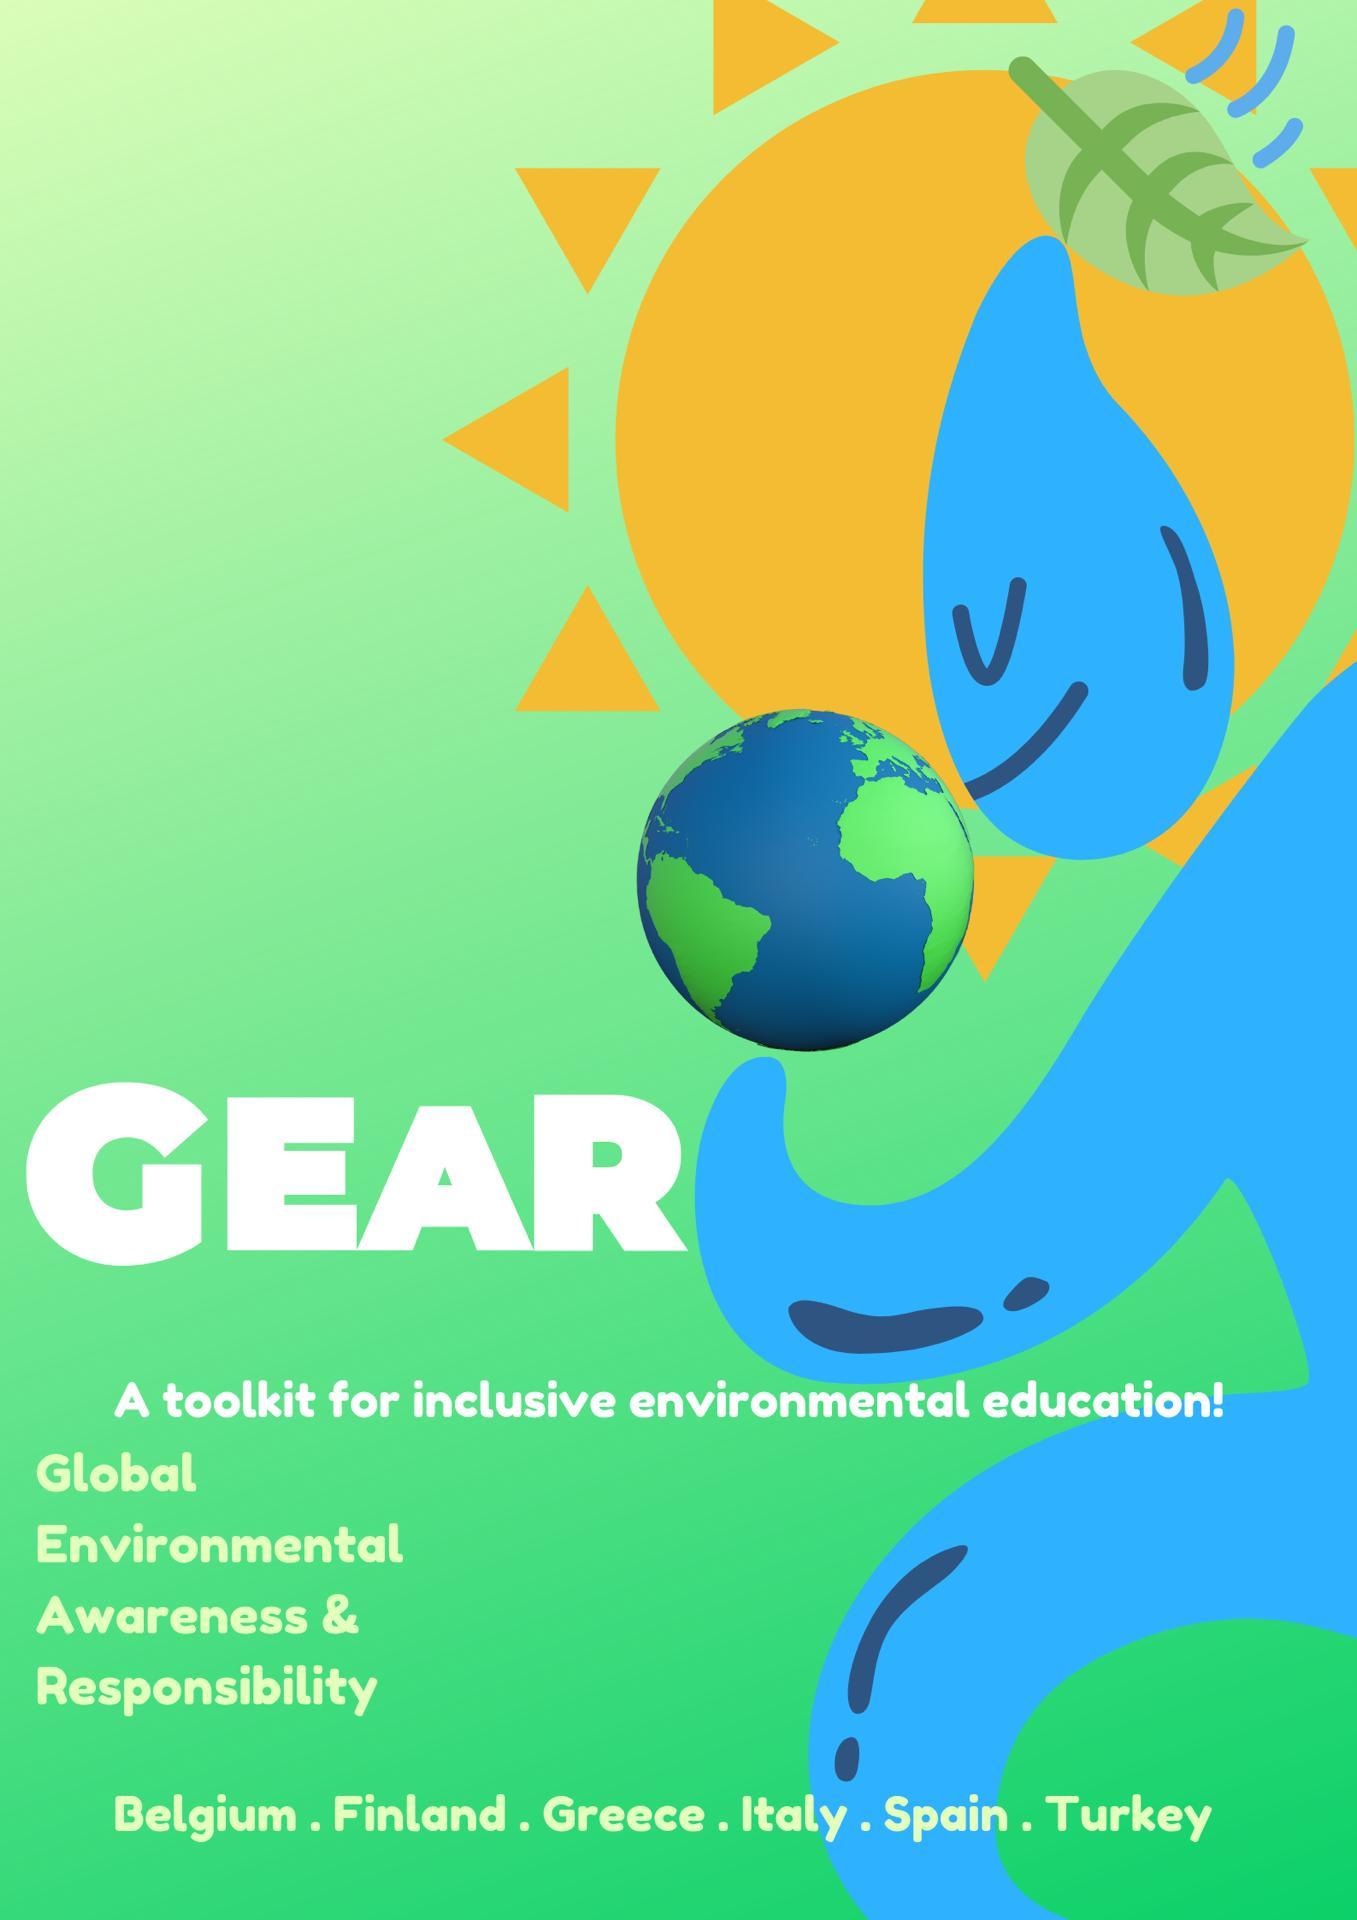 GEAR
A toolkit for inclusive environmental education!
Global
Environmental
Awareness &
Responsibility
Belgium . Finland . Greece . Italy . Spain . Turkey